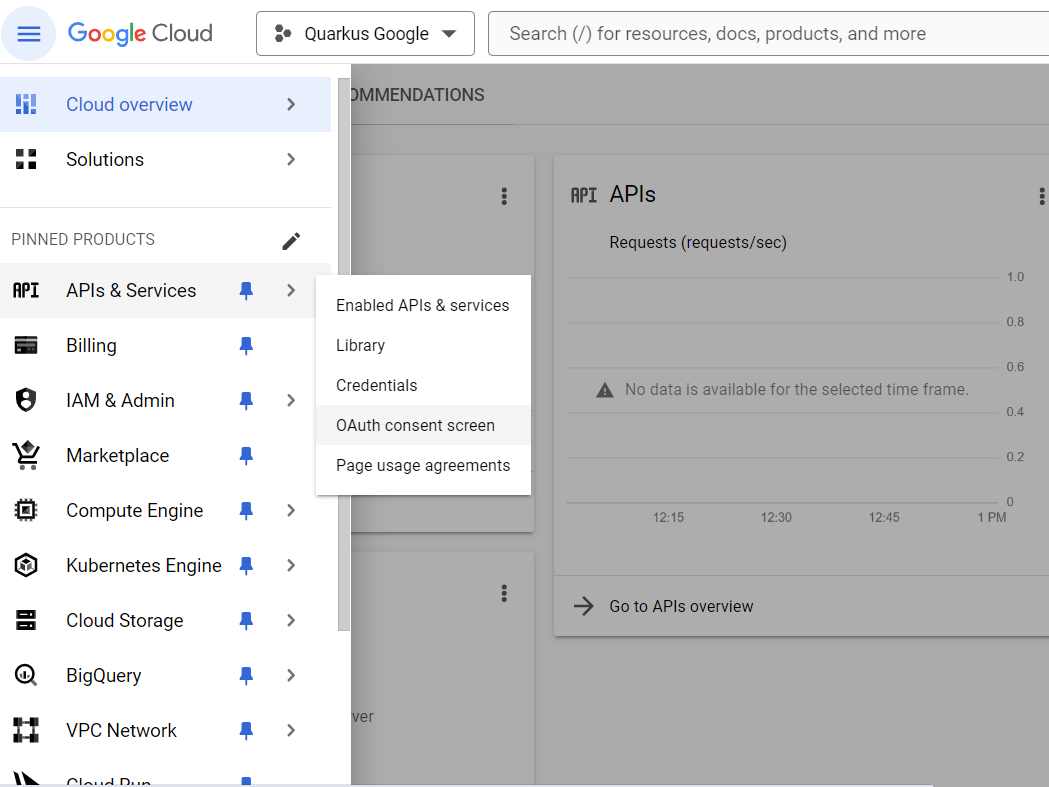 Google Cloud
Quarkus Google
Search (/) for resources, docs, products, and more
Cloud overview
Solutions
PINNED PRODUCTS
API APIs & Services
Billing
IAM & Admin
Marketplace
Compute Engine
Kubernetes Engine
Cloud Storage
BigQuery
VPC Network
Cloud Run
Enabled APIs & services
Library
Credentials
OAuth consent screen
Page usage agreements
OMMENDATIONS
API APIs
Requests (requests/sec)
1.0
0.8
0.6
No data is available for the selected time frame.
0.4
0.2
0
12:15 12:30 12:45 1 PM
Go to APIs overview
ver